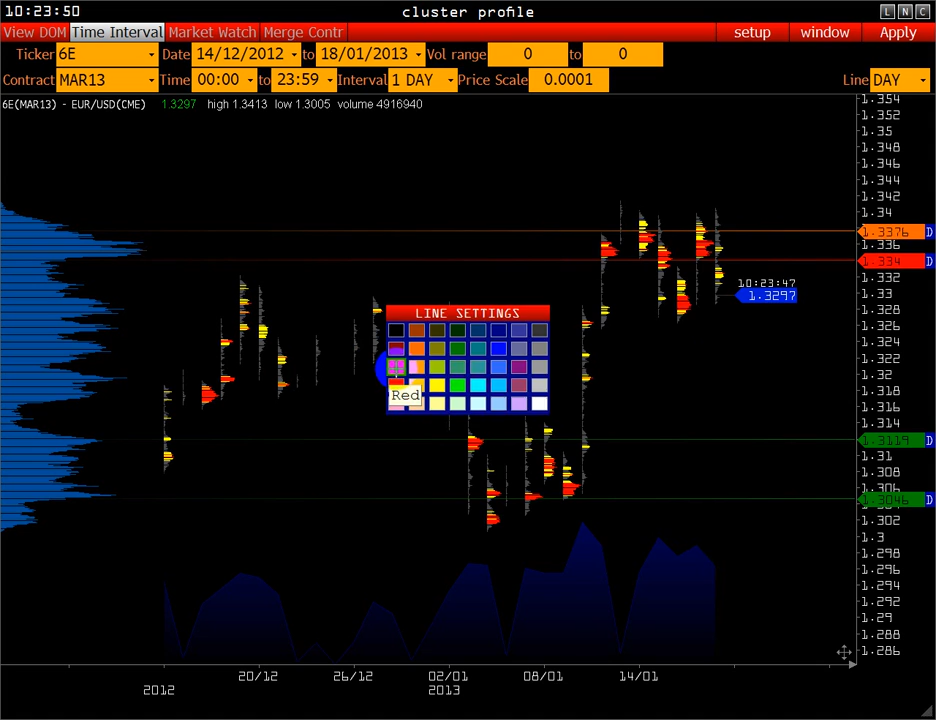 10:23:50 cluster profile L N C
View DOM Time Interval Market Watch Merge Contr setup window Apply
Ticker 6E Date 14/12/2012 to 18/01/2013 Vol range 0 to 0
Contract MAR13 Time 00:00 to 23:59 Interval 1 DAY Price Scale 0.0001 Line DAY
6E(MAR13) - EUR/USD(CME) 1.3297 high 1.3413 low 1.3005 volume 4916940
1.354
1.352
1.35
1.348
1.346
1.344
1.342
1.34
1.3376 D
1.336
1.334 D
1.332
10:23:47
1.33
1.3297
1.328
LINE SETTINGS
1.326
1.324
1.322
1.32
1.318
Red
1.316
1.314
1.3119 D
1.31
1.308
1.306
1.3046 D
1.302
1.3
1.298
1.296
1.294
1.292
1.29
1.288
1.286
20/12 26/12 02/01 08/01 14/01
2012 2013